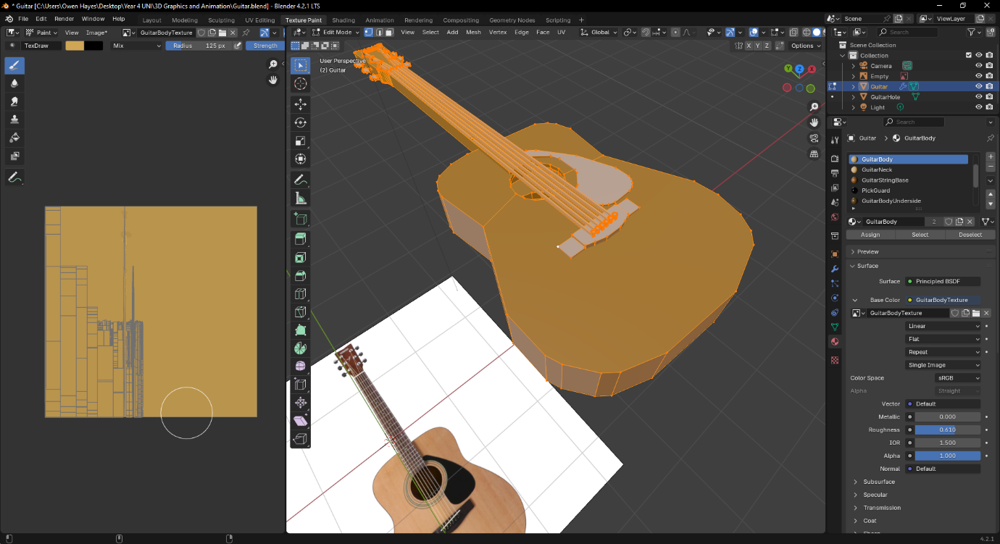 * Guitar [C:\Users\Owen Hayes\Desktop\Year 4 UNI\3D Graphics and Animation\Guitar.blend] - Blender 4.2.1 LTS
File Edit Render Window Help Layout Modeling Sculpting UV Editing Texture Paint Shading Animation Rendering Compositing Geometry Nodes Scripting + Scene ViewLayer
Paint View Image* GuitarBodyTexture Edit Mode View Select Add Mesh Vertex Edge Face UV Global Search
TexDraw Mix Radius 125 px Strength X Y Z Options
User Perspective
(2) Guitar
Y Z X
Scene Collection
Collection
Camera
Empty
Guitar
GuitarHole
Light
Search
Guitar > GuitarBody
GuitarBody
GuitarNeck
GuitarStringBase
PickGuard
GuitarBodyUnderside
GuitarBody 2
Assign Select Deselect
Preview
Surface
Surface Principled BSDF
Base Color GuitarBodyTexture
GuitarBodyTexture
Linear
Flat
Repeat
Single Image
Color Space sRGB
Alpha Straight
Vector Default
Metallic 0.000
Roughness 0.610
IOR 1.500
Alpha 1.000
Normal Default
Subsurface
Specular
Transmission
Coat
4.2.1